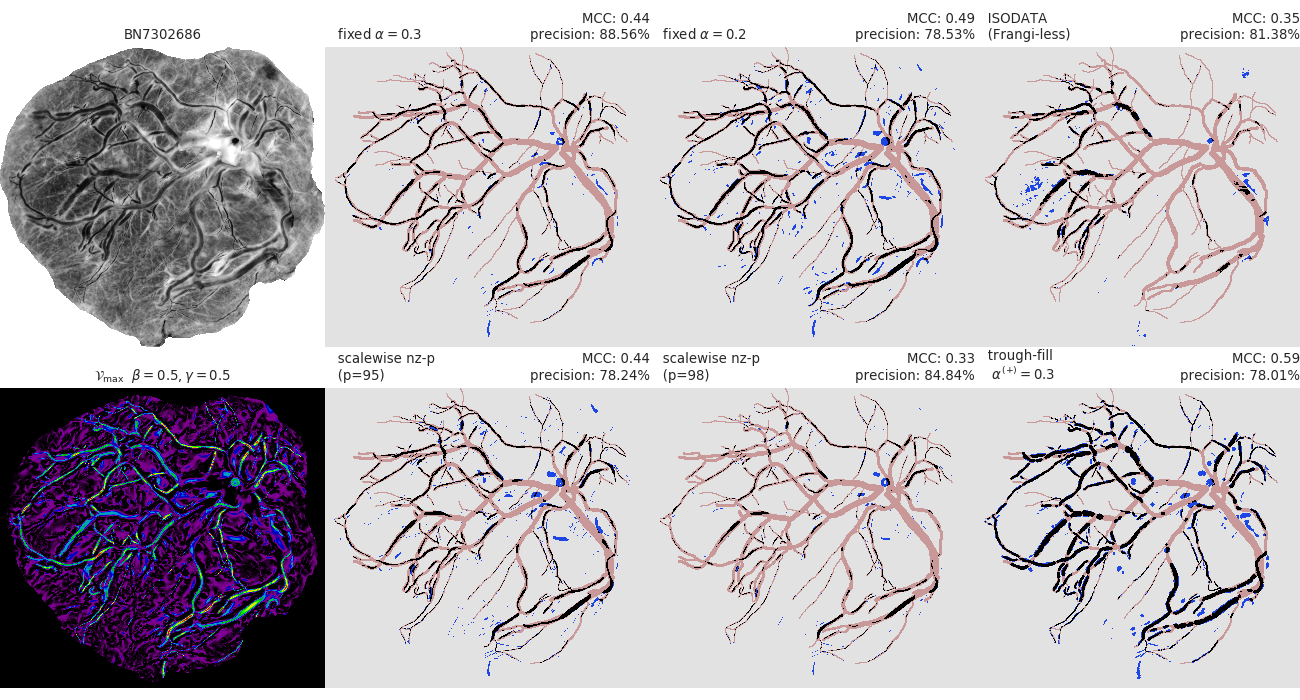 BN7302686
fixed α = 0.3
MCC: 0.44
precision: 88.56%
fixed α = 0.2
MCC: 0.49
precision: 78.53%
ISODATA
(Frangi-less)
MCC: 0.35
precision: 81.38%
𝒱max β = 0.5, γ = 0.5
scalewise nz-p
(p=95)
MCC: 0.44
precision: 78.24%
scalewise nz-p
(p=98)
MCC: 0.33
precision: 84.84%
trough-fill
α(+) = 0.3
MCC: 0.59
precision: 78.01%